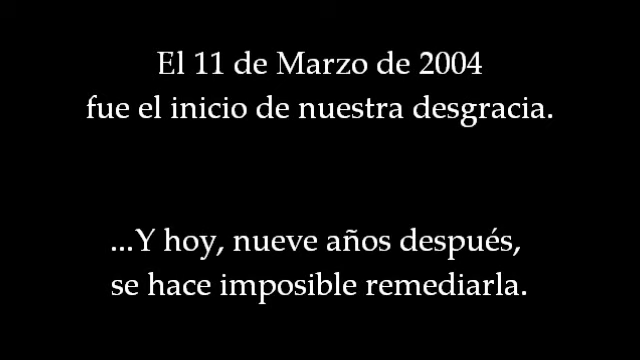 El 11 de Marzo de 2004
fue el inicio de nuestra desgracia.
...Y hoy, nueve años después,
se hace imposible remediarla.